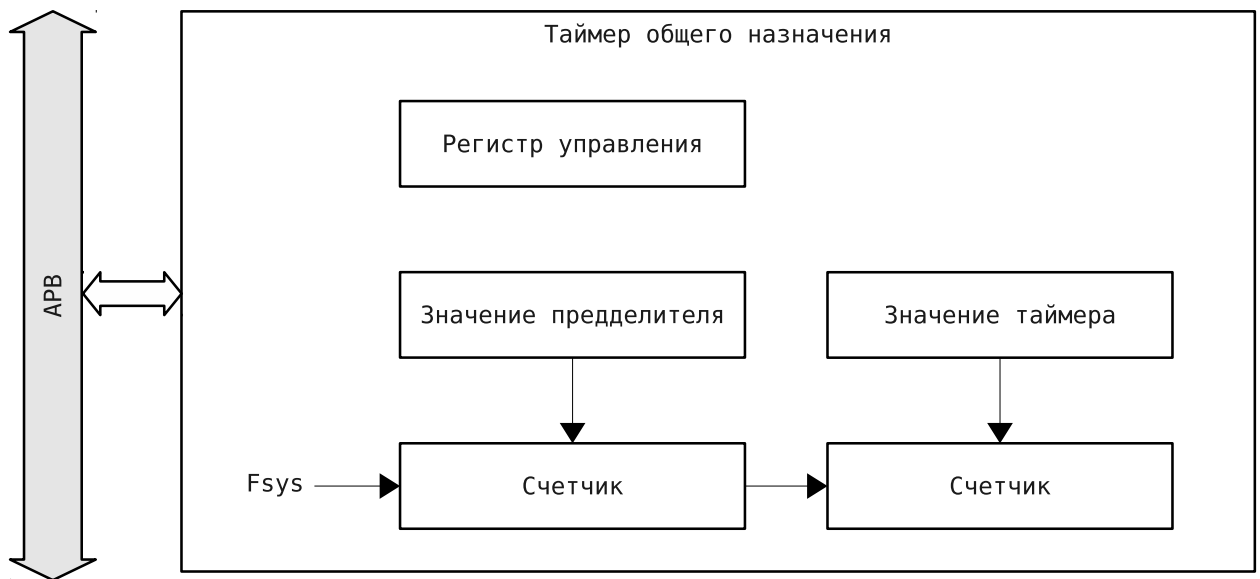 Таймер общего назначения
Регистр управления
APB
Значение предделителя
Значение таймера
Fsys
Счетчик
Счетчик